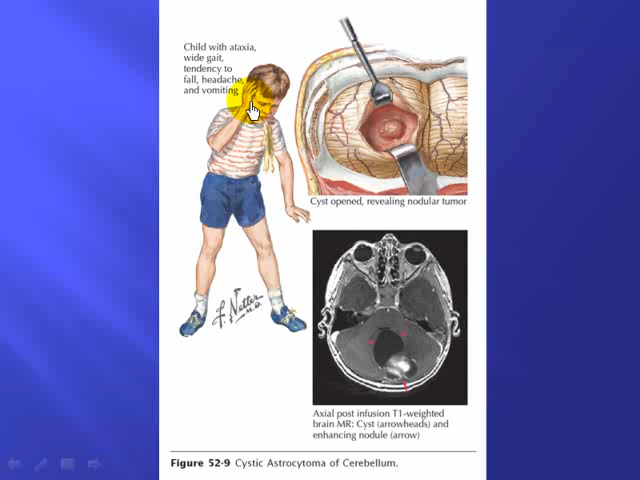 Child with ataxia,
wide gait,
tendency to
fall, headache,
and vomiting
Cyst opened, revealing nodular tumor
F. Netter
M.D.
Axial post infusion T1-weighted
brain MR: Cyst (arrowheads) and
enhancing nodule (arrow)
Figure 52-9 Cystic Astrocytoma of Cerebellum.